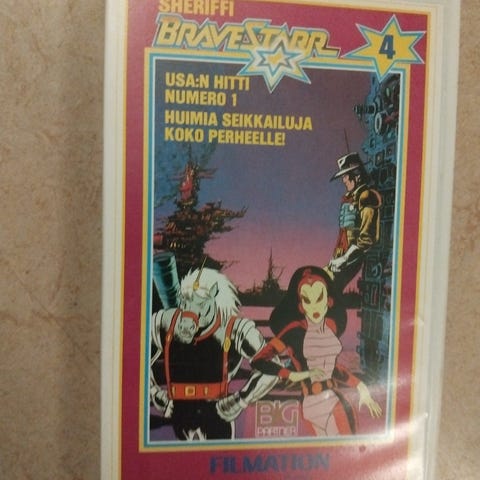 SHERIFFI
BRAVESTARR
4
USA:N HITTI
NUMERO 1
HUIMIA SEIKKAILUJA
KOKO PERHEELLE!
BIG
PARTNER
FILMATION